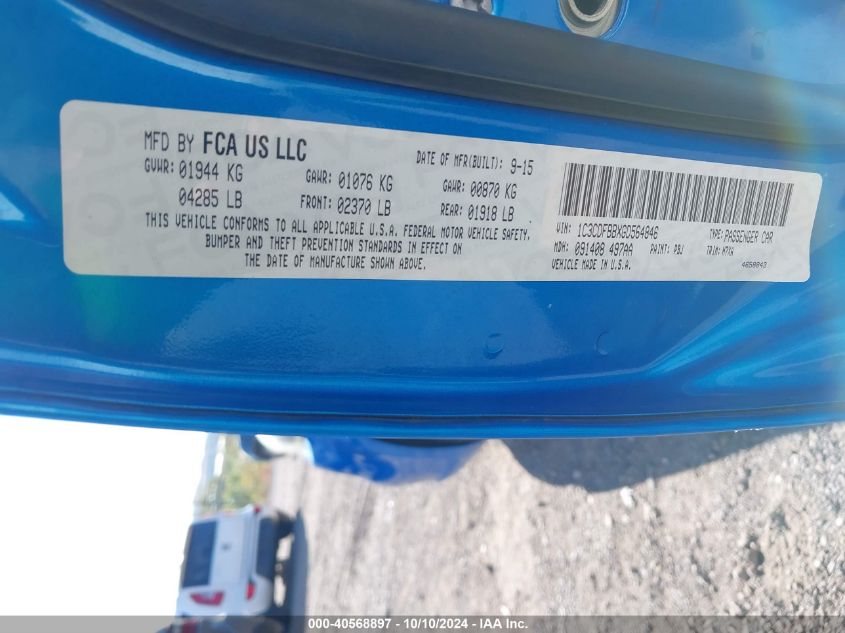 MFD BY FCA US LLC
DATE OF MFR(BUILT): 9-15
GVWR: 01944 KG
GAWR: 01076 KG
GAWR: 00870 KG
04285 LB
FRONT: 02370 LB
REAR: 01918 LB
THIS VEHICLE CONFORMS TO ALL APPLICABLE U.S.A. FEDERAL MOTOR VEHICLE SAFETY,
BUMPER AND THEFT PREVENTION STANDARDS IN EFFECT ON
THE DATE OF MANUFACTURE SHOWN ABOVE.
VIN: 1C3CDFBBXGD564846
TYPE: PASSENGER CAR
MDH: 091408 487AA
PAINT: PBJ
TRIM: H7XA
VEHICLE MADE IN U.S.A.
000-40568897 - 10/10/2024 - IAA Inc.